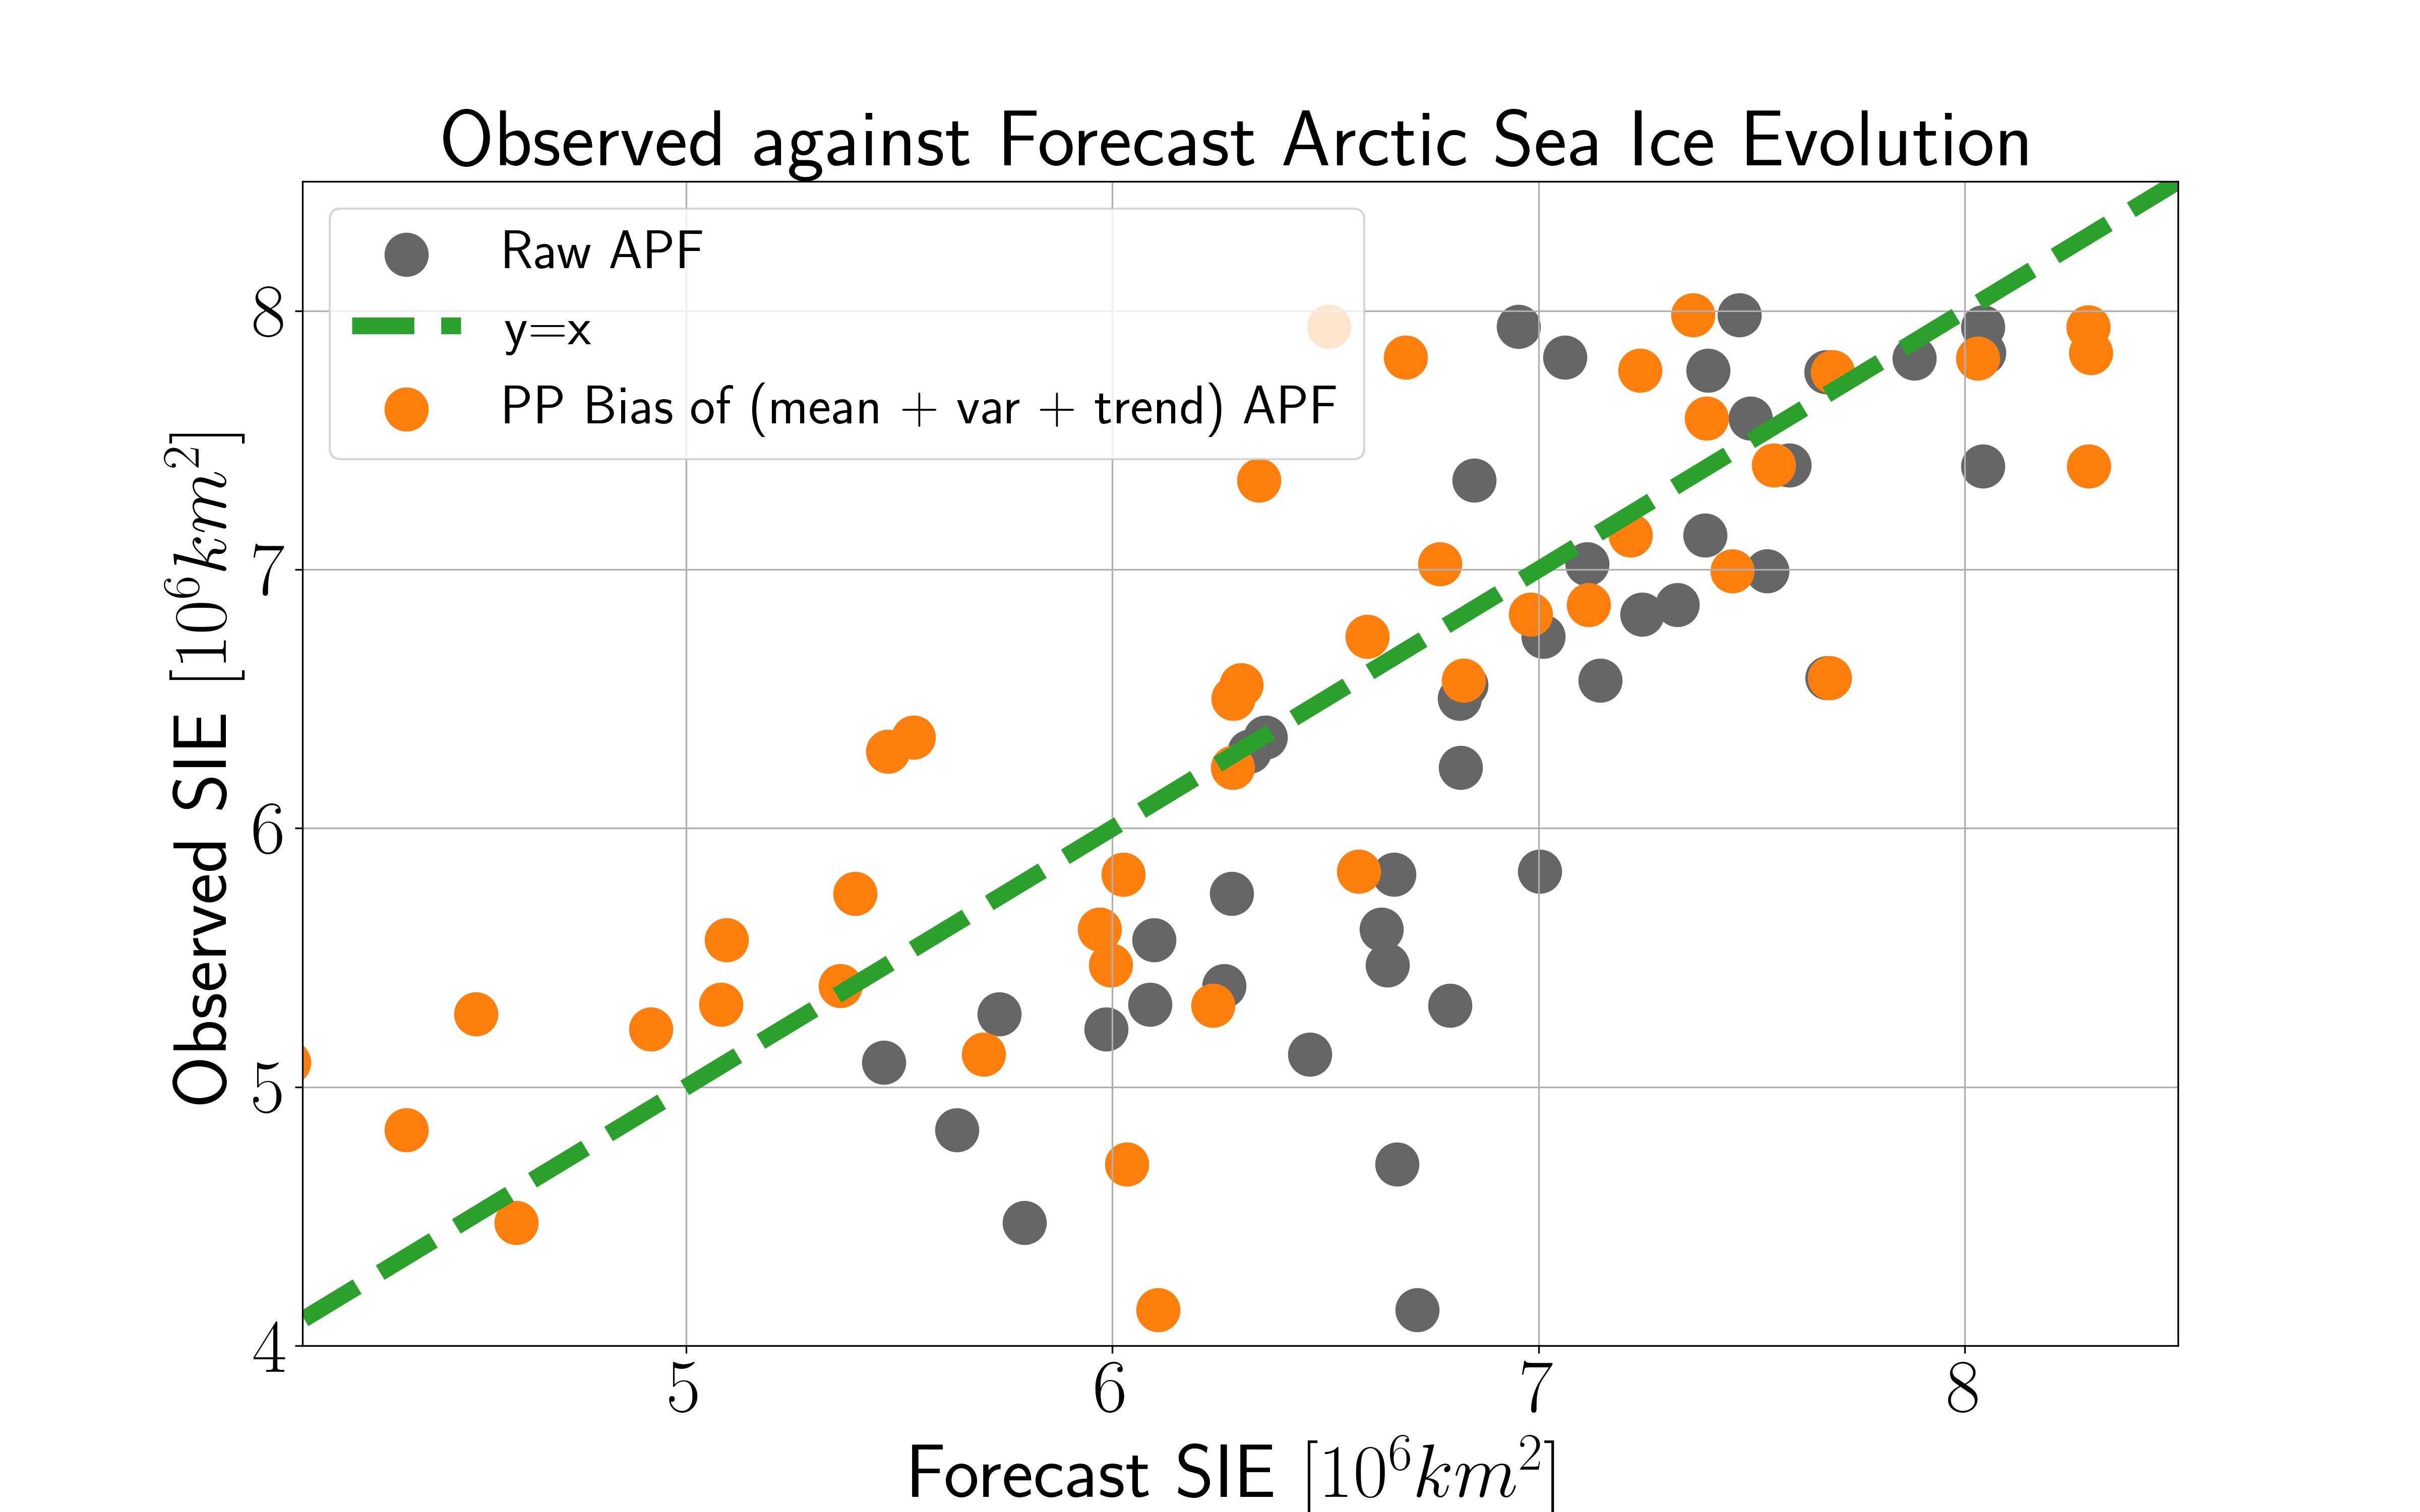 Observed against Forecast Arctic Sea Ice Evolution
Raw APF
y=x
PP Bias of (mean + var + trend) APF
8
7
6
5
4
Observed SIE [10⁶km²]
5 6 7 8
Forecast SIE [10⁶km²]